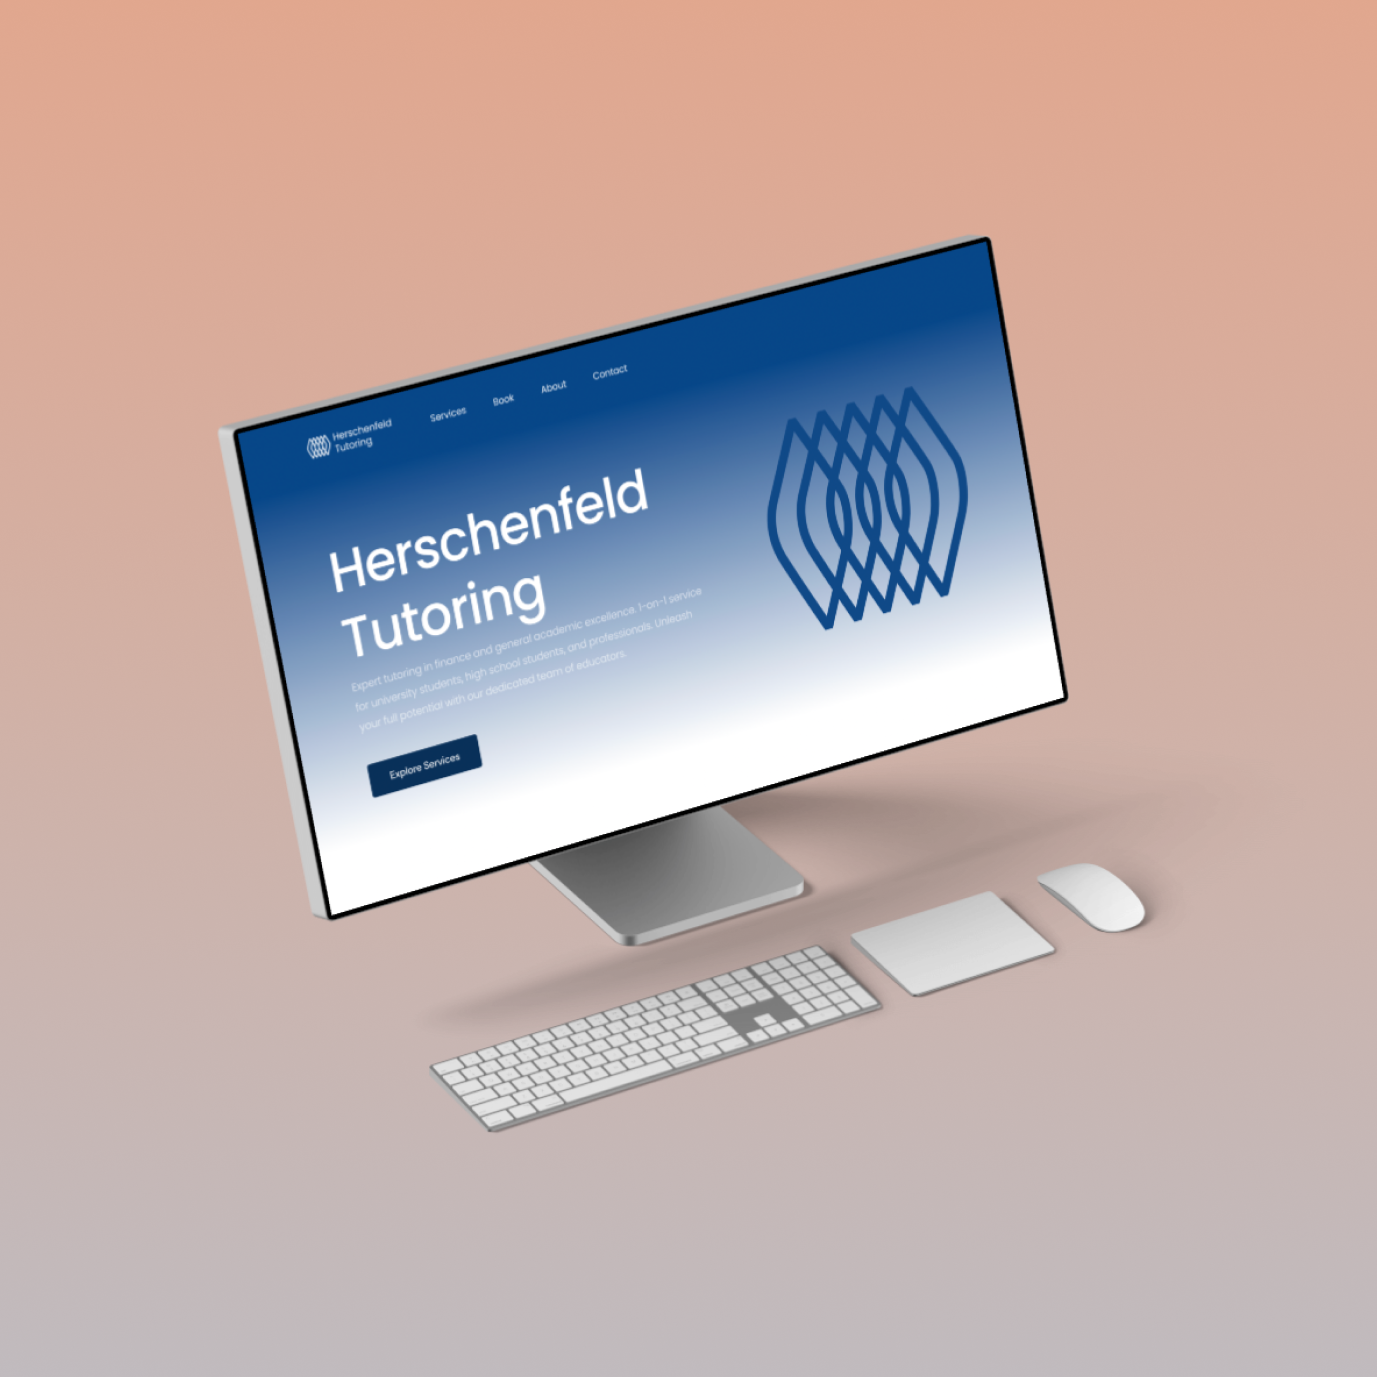 Herschenfeld
Tutoring
Services
Book
About
Contact
Herschenfeld
Tutoring
Expert tutoring in finance and general academic excellence. 1-on-1 service
for university students, high school students, and professionals. Unleash
your full potential with our dedicated team of educators.
Explore Services